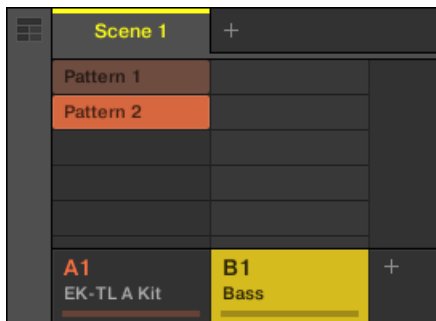 Scene 1 +
Pattern 1
Pattern 2
A1 B1 +
EK-TL A Kit Bass